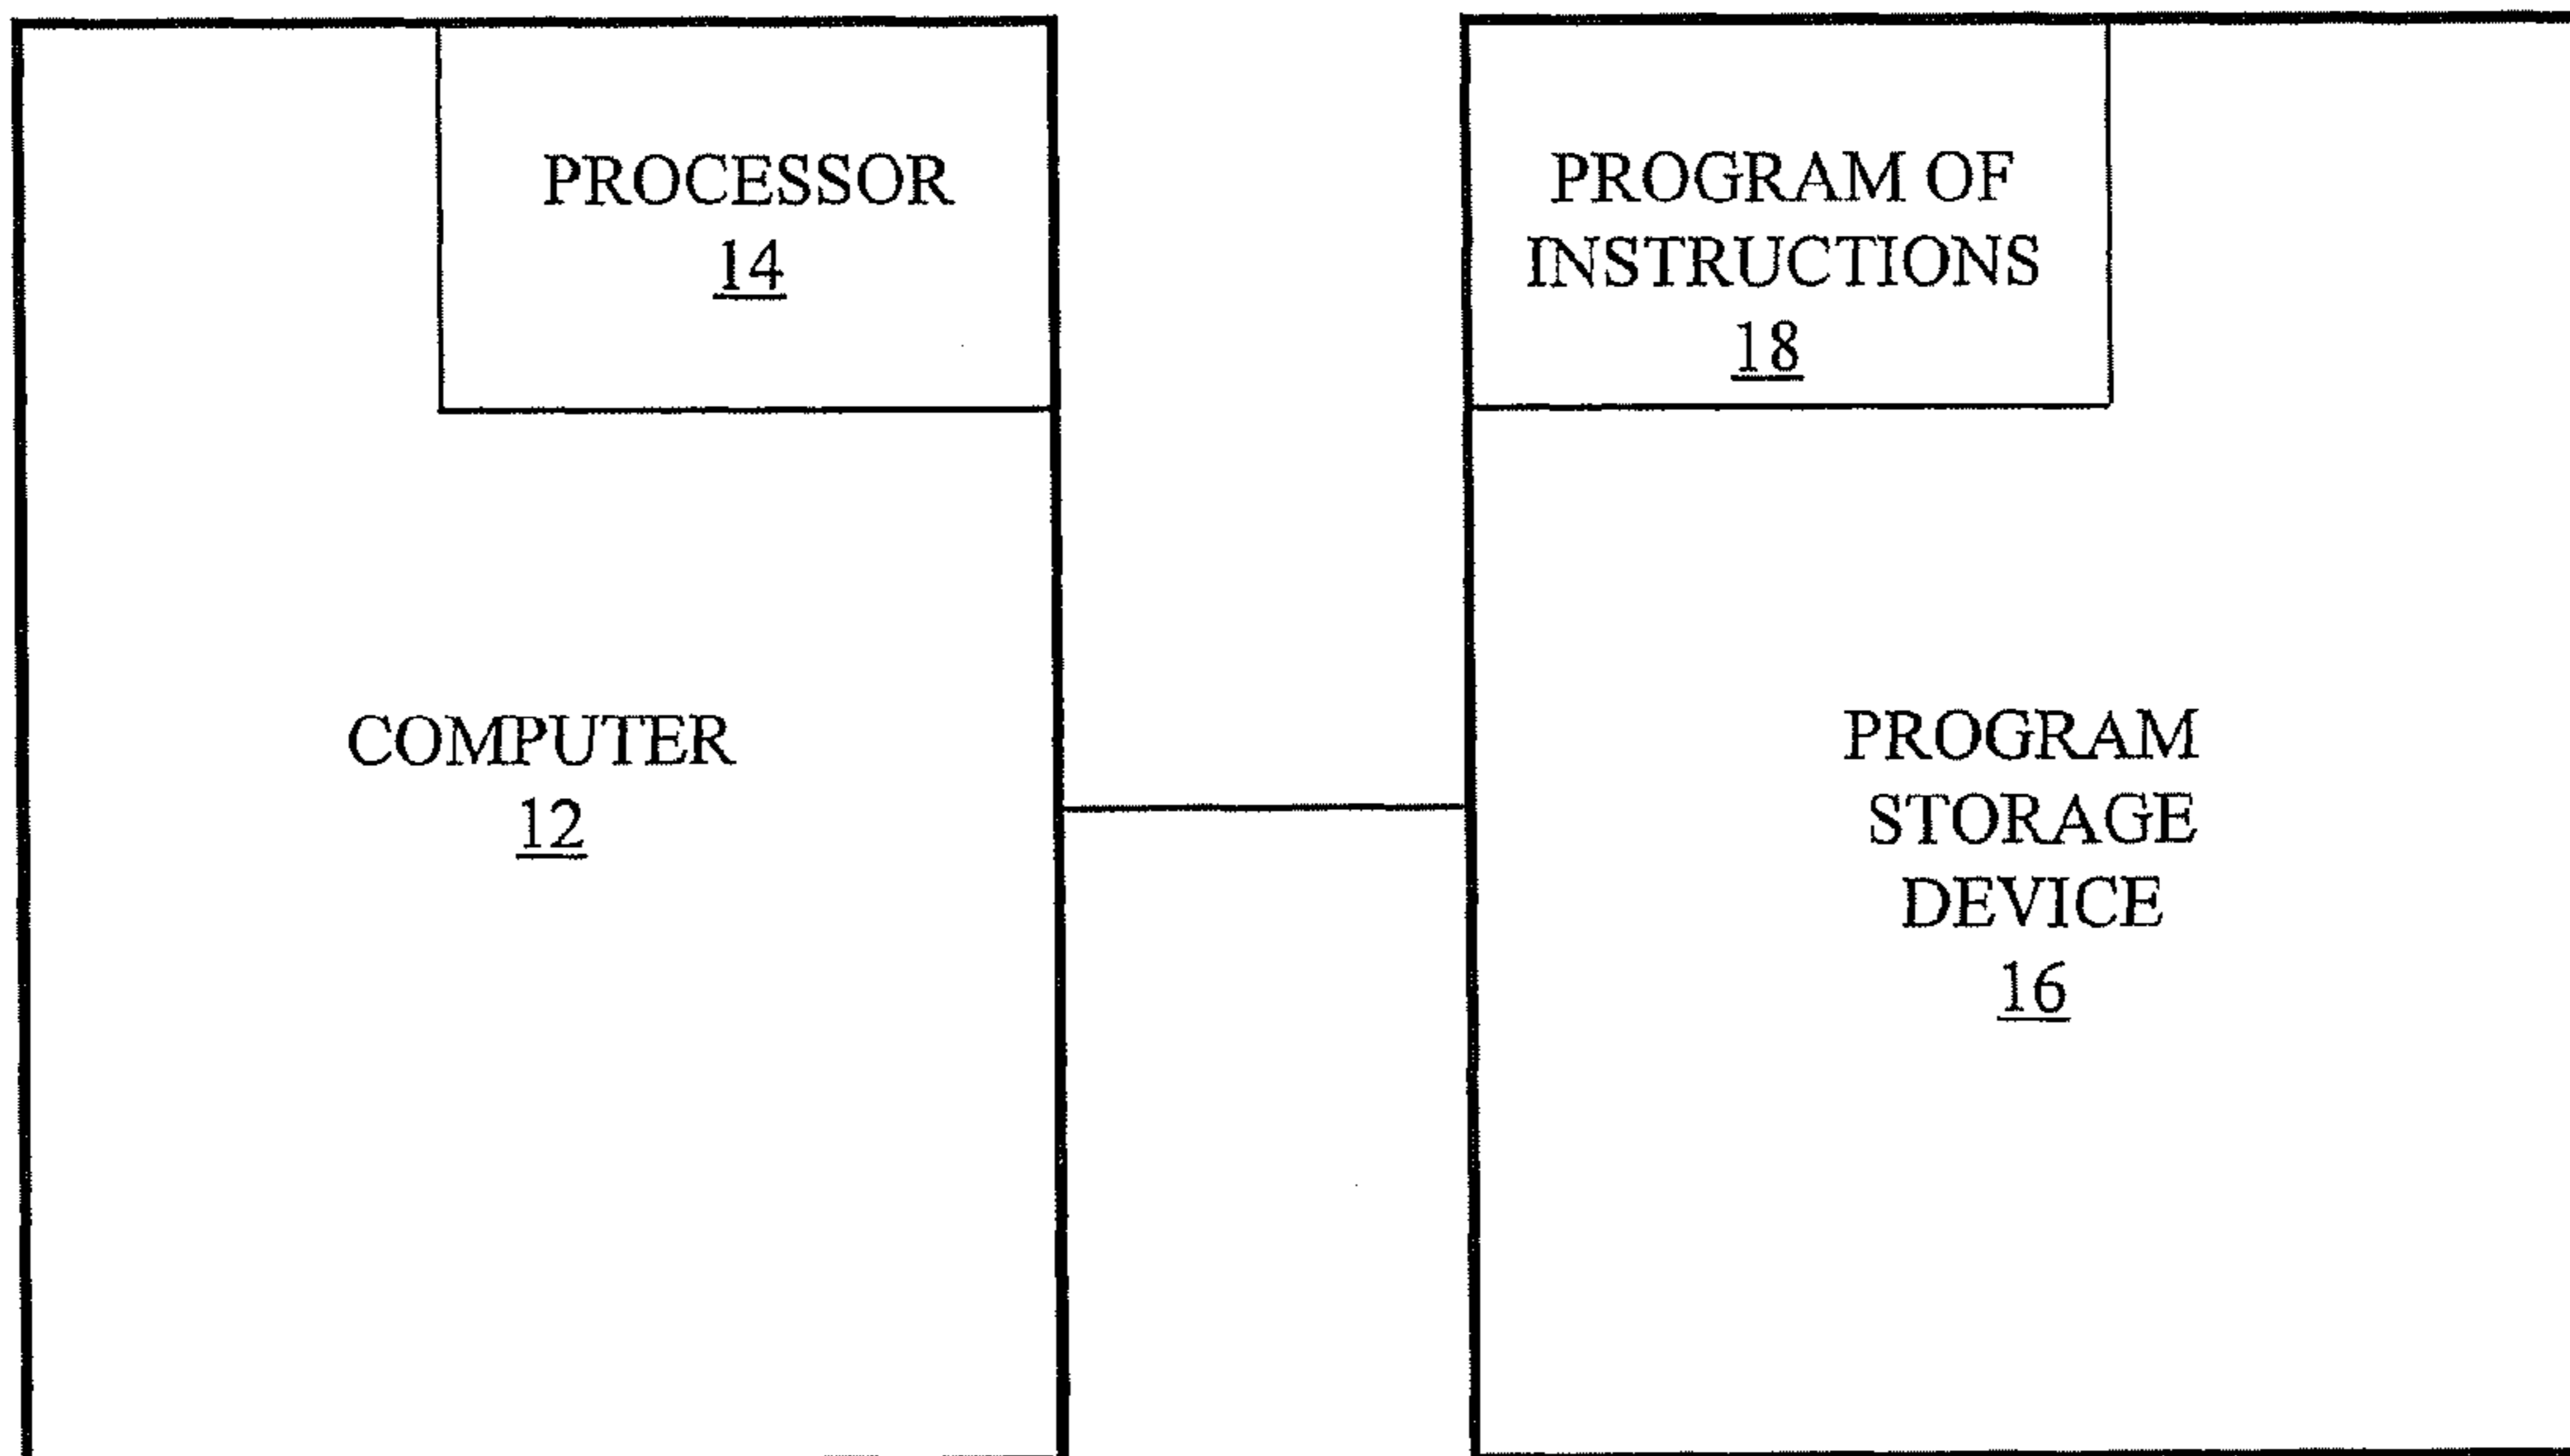 PROCESSOR
14
PROGRAM OF
INSTRUCTIONS
18
COMPUTER
12
PROGRAM
STORAGE
DEVICE
16